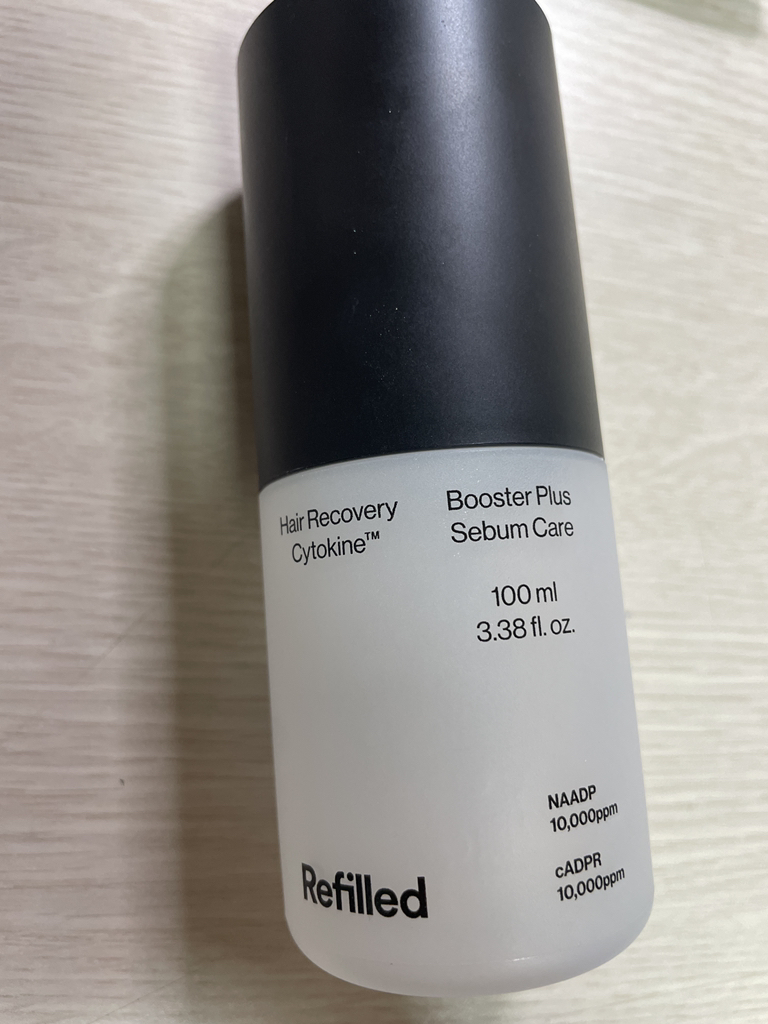 Hair Recovery
Cytokine™
Booster Plus
Sebum Care
100 ml
3.38 fl. oz.
NAADP
10,000ppm
cADPR
10,000ppm
Refilled